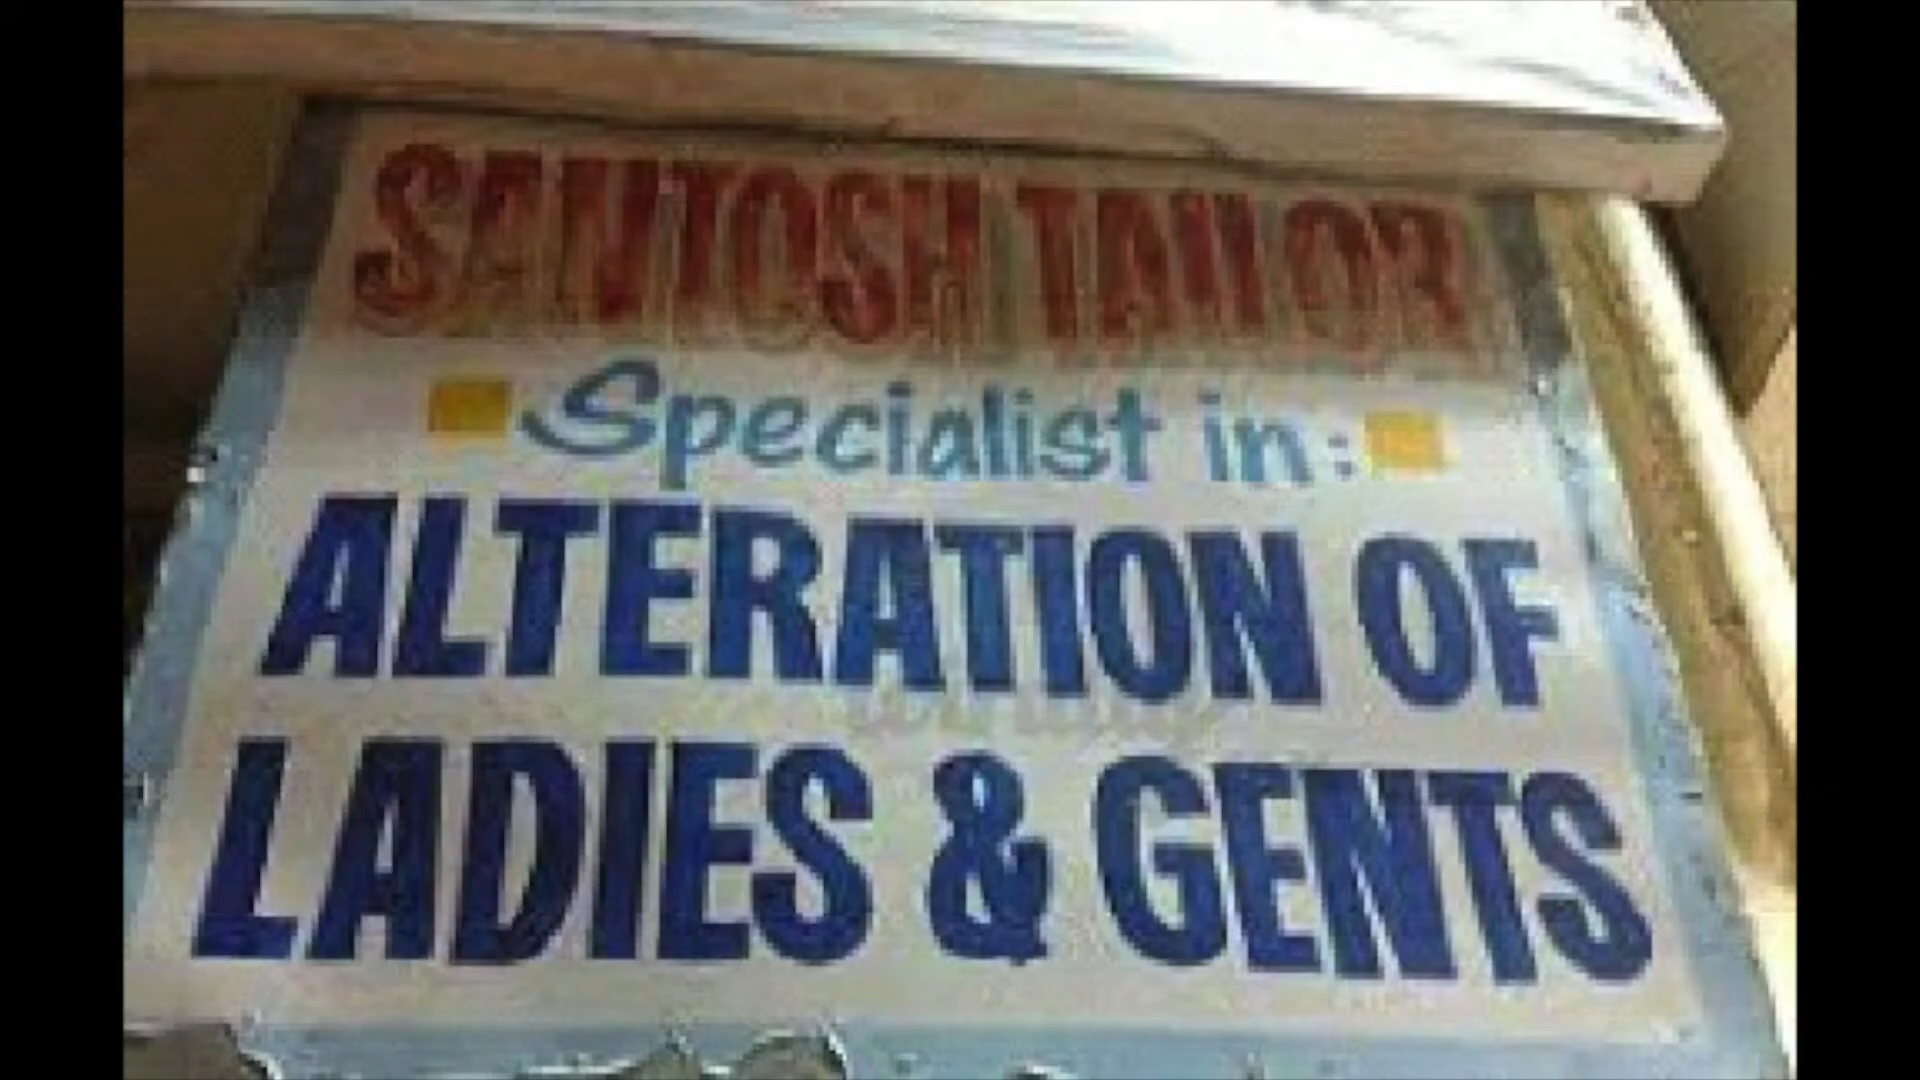 SANTOSH TAILOR
Specialist in:
ALTERATION OF
LADIES & GENTS